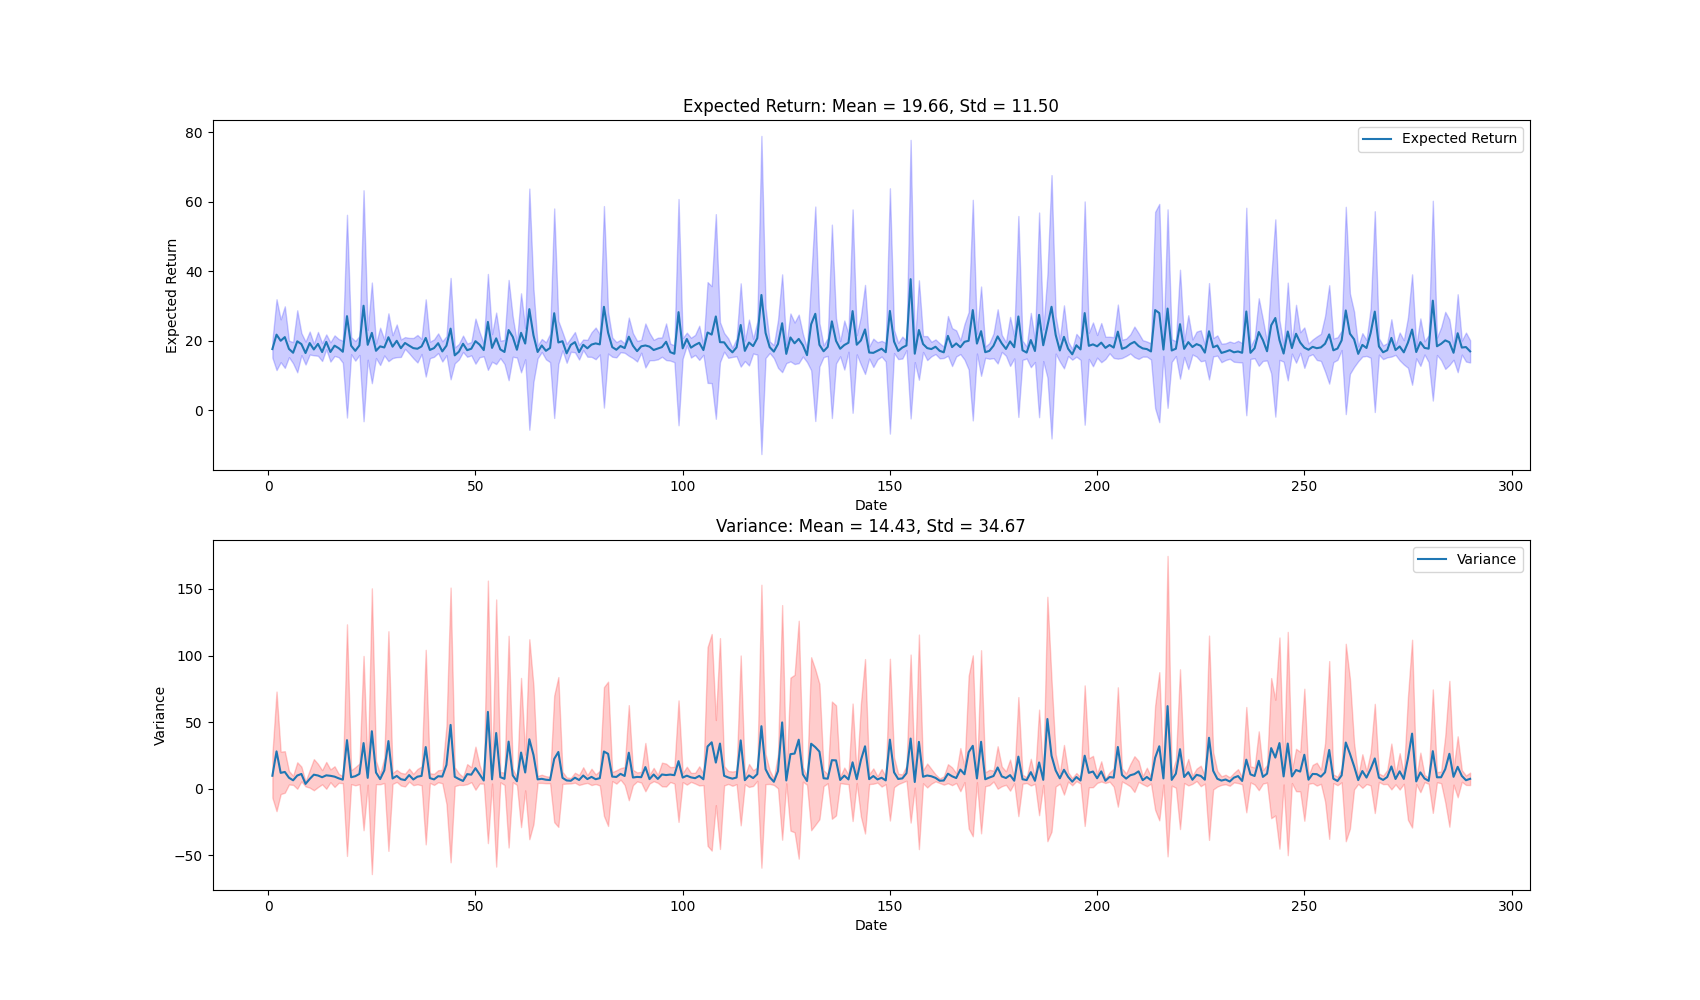 Expected Return: Mean = 19.66, Std = 11.50
Expected Return
80
60
40
20
0
Expected Return
0 50 100 150 200 250 300
Date
Variance: Mean = 14.43, Std = 34.67
Variance
150
100
50
0
−50
Variance
0 50 100 150 200 250 300
Date